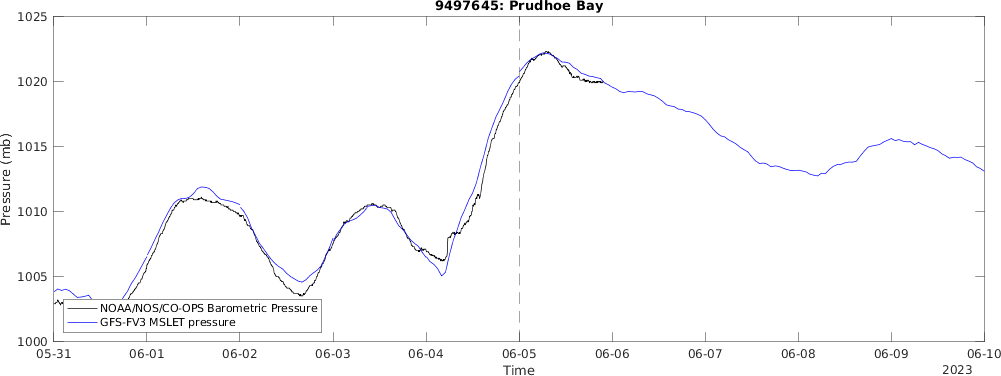 9497645: Prudhoe Bay
1025
1020
1015
1010
1005
1000
Pressure (mb)
NOAA/NOS/CO-OPS Barometric Pressure
GFS-FV3 MSLET pressure
05-31 06-01 06-02 06-03 06-04 06-05 06-06 06-07 06-08 06-09 06-10
Time
2023